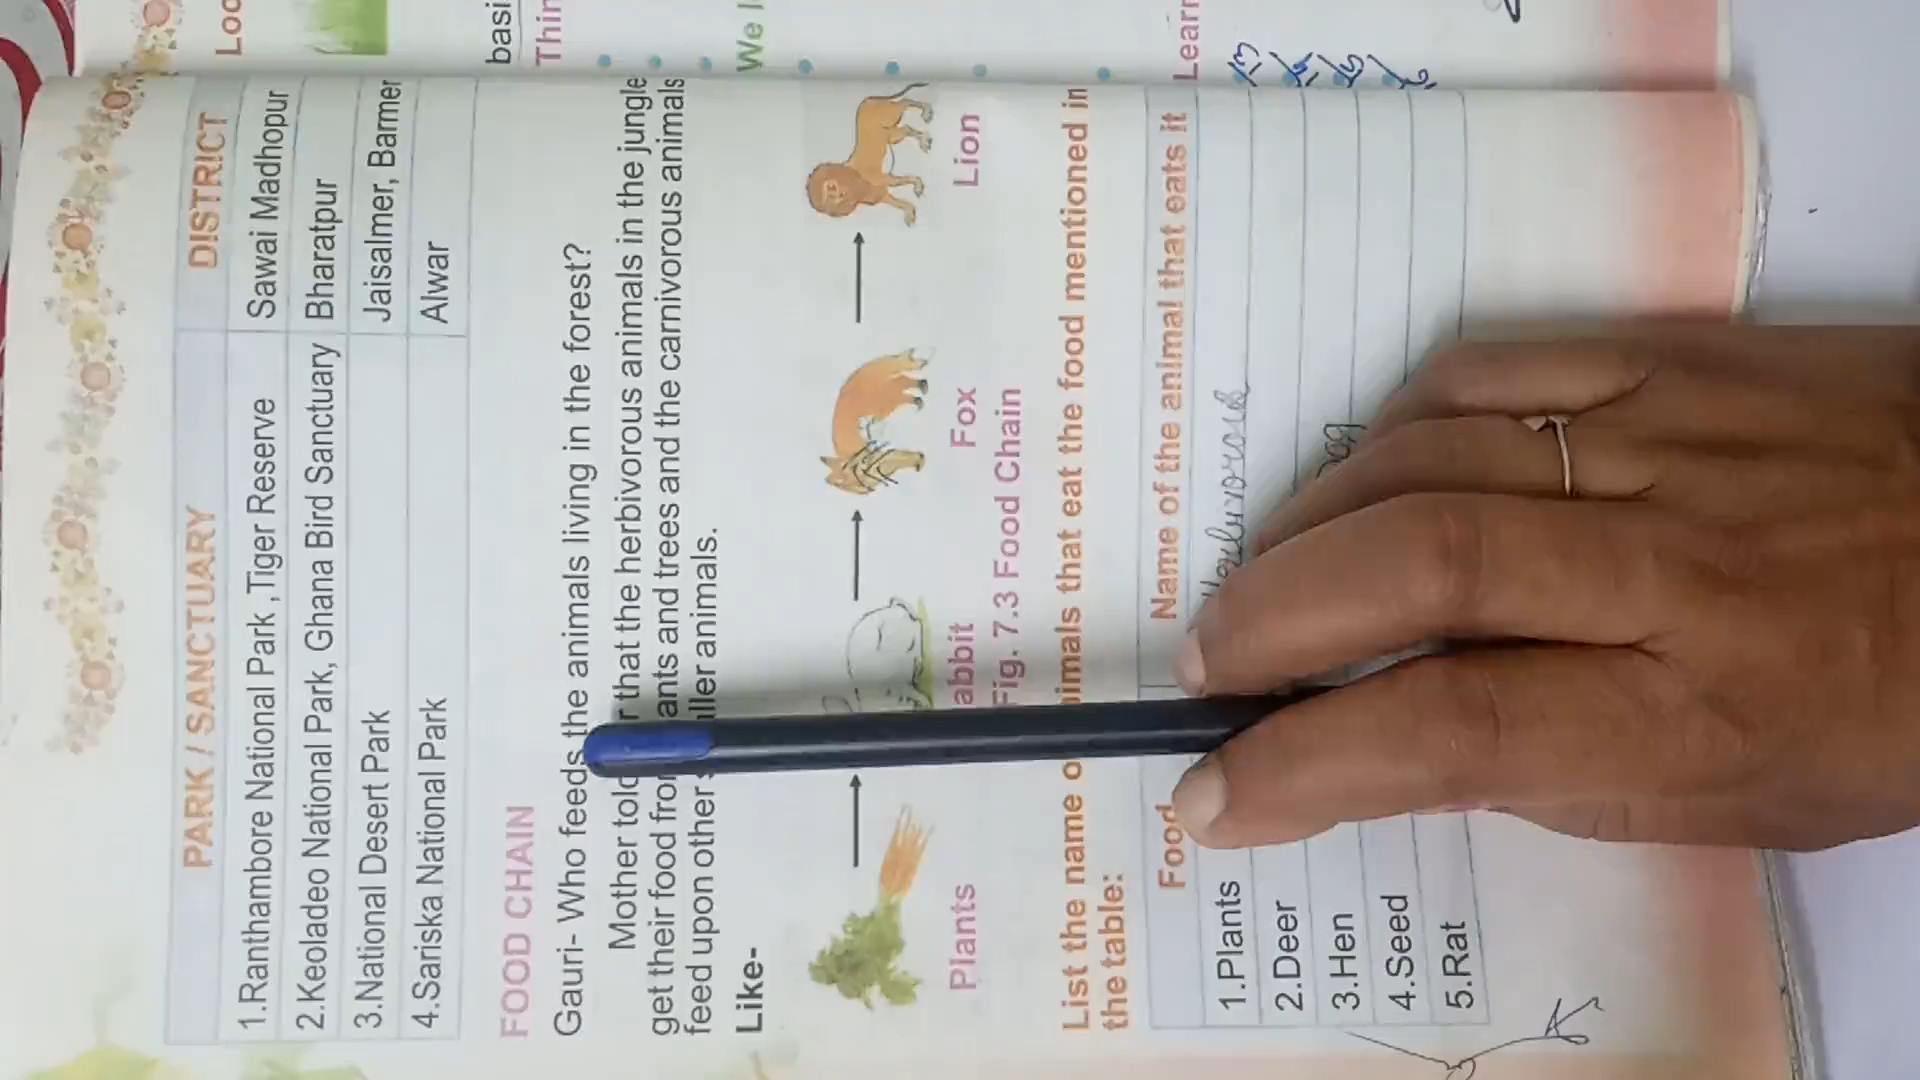 PARK / SANCTUARY DISTRICT
1.Ranthambore National Park ,Tiger Reserve Sawai Madhopur
2.Keoladeo National Park, Ghana Bird Sanctuary Bharatpur
3.National Desert Park Jaisalmer, Barmer
4.Sariska National Park Alwar
FOOD CHAIN
Gauri- Who feeds the animals living in the forest?
Mother tol r that the herbivorous animals in the jungle
get their food fro ants and trees and the carnivorous animals
feed upon other ller animals.
Like-
Plants abbit Fox Lion
Fig. 7.3 Food Chain
List the name o nimals that eat the food mentioned in
the table:
Food Name of the animal that eats it
1.Plants
2.Deer
3.Hen
4.Seed
5.Rat
Loo
basi
Thin
We l
Learn